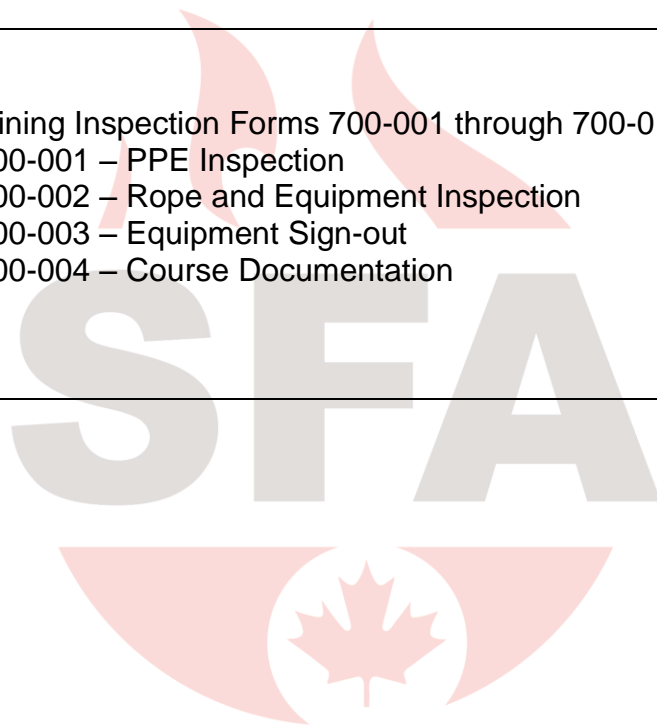 ining Inspection Forms 700-001 through 700-0
00-001 – PPE Inspection
00-002 – Rope and Equipment Inspection
00-003 – Equipment Sign-out
00-004 – Course Documentation
SFA